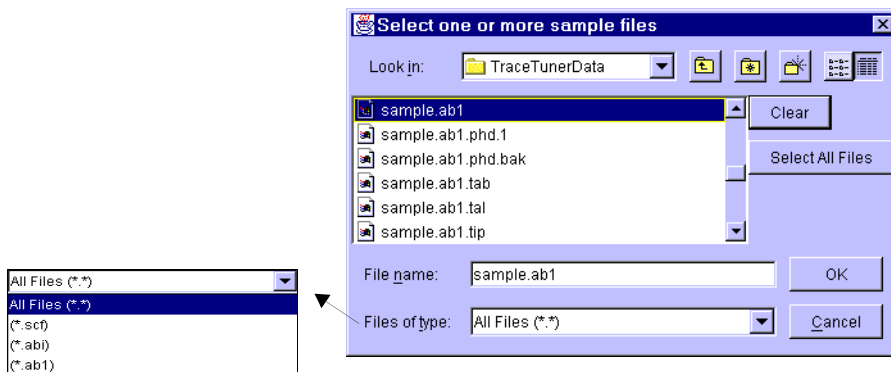 Select one or more sample files
Look in: TraceTunerData
sample.ab1
sample.ab1.phd.1
sample.ab1.phd.bak
sample.ab1.tab
sample.ab1.tal
sample.ab1.tip
Clear
Select All Files
File name: sample.ab1 OK
Files of type: All Files (*.*) Cancel
All Files (*.*)
All Files (*.*)
(*.scf)
(*.abi)
(*.ab1)